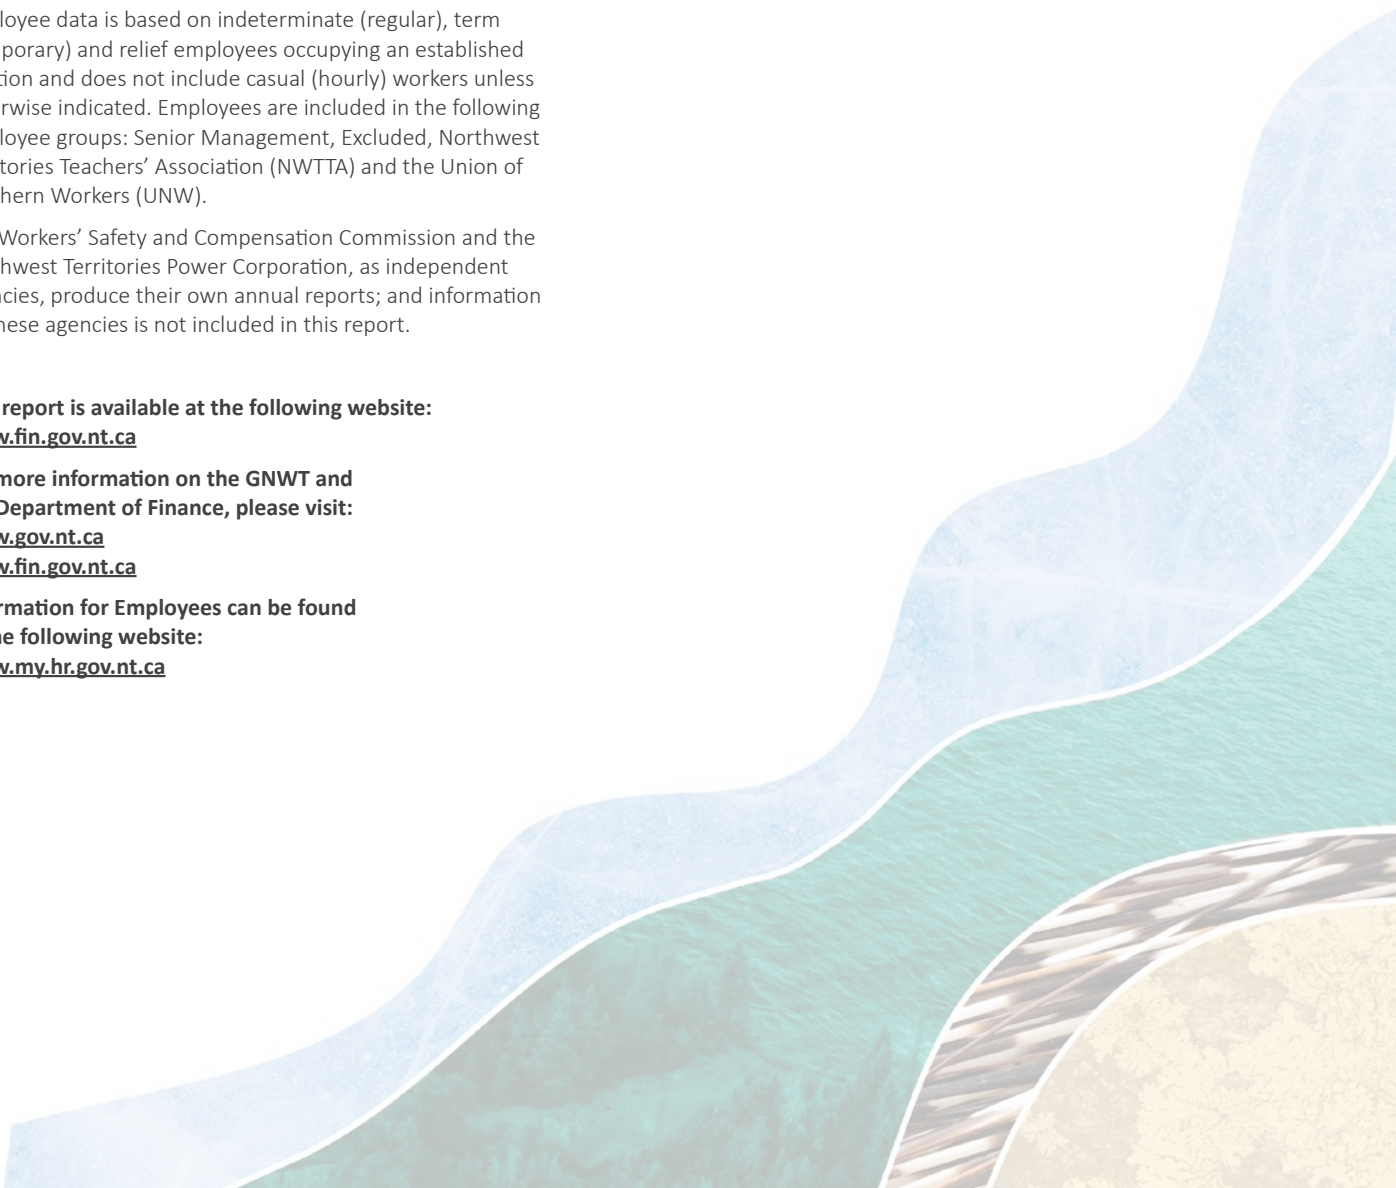 loyee data is based on indeterminate (regular), term
porary) and relief employees occupying an established
tion and does not include casual (hourly) workers unless
rwise indicated. Employees are included in the following
loyee groups: Senior Management, Excluded, Northwest
tories Teachers’ Association (NWTTA) and the Union of
hern Workers (UNW).
Workers’ Safety and Compensation Commission and the
hwest Territories Power Corporation, as independent
ncies, produce their own annual reports; and information
hese agencies is not included in this report.
report is available at the following website:
w.fin.gov.nt.ca
more information on the GNWT and
Department of Finance, please visit:
w.gov.nt.ca
w.fin.gov.nt.ca
rmation for Employees can be found
he following website:
w.my.hr.gov.nt.ca